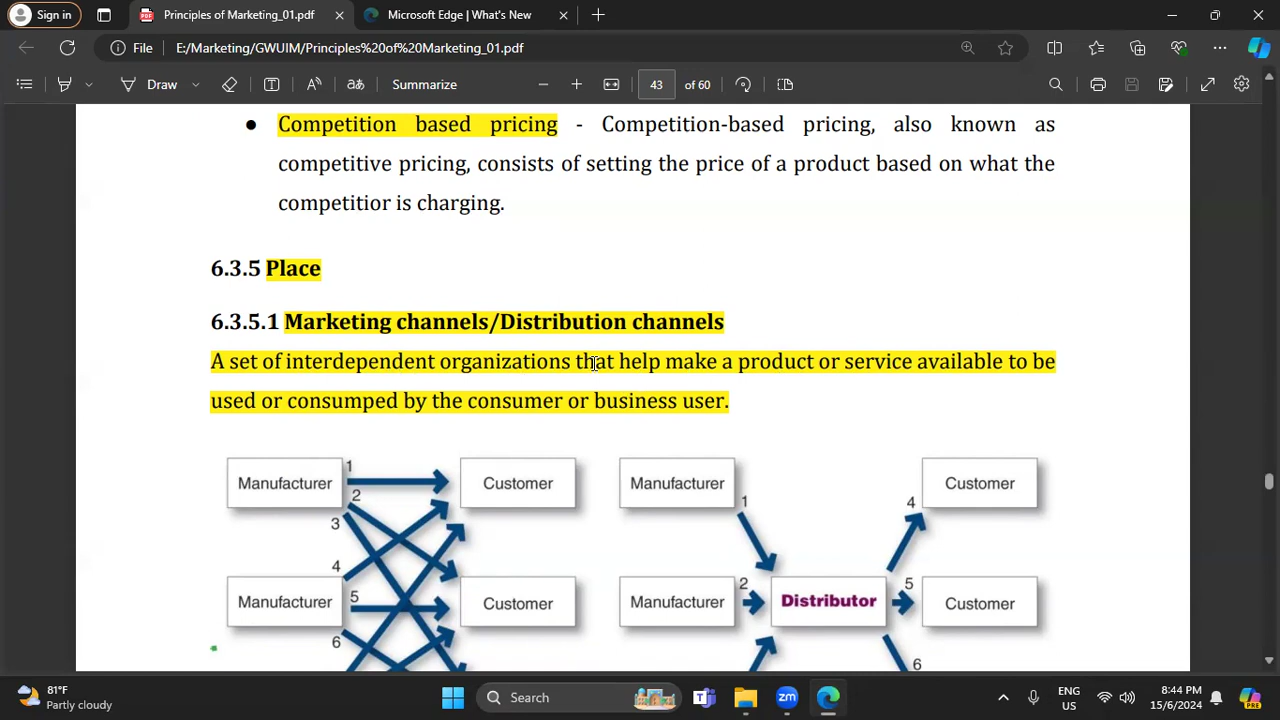 Sign in
Principles of Marketing_01.pdf
Microsoft Edge | What's New
File
E:/Marketing/GWUIM/Principles%20of%20Marketing_01.pdf
Draw
Summarize
43 of 60
● Competition based pricing - Competition-based pricing, also known as
competitive pricing, consists of setting the price of a product based on what the
competitior is charging.
6.3.5 Place
6.3.5.1 Marketing channels/Distribution channels
A set of interdependent organizations that help make a product or service available to be
used or consumped by the consumer or business user.
Manufacturer 1 Customer Manufacturer Customer
2 1 4
3
4
Manufacturer 5 Customer Manufacturer 2 Distributor 5 Customer
6 6
81°F
Partly cloudy
Search
ENG
US
8:44 PM
15/6/2024